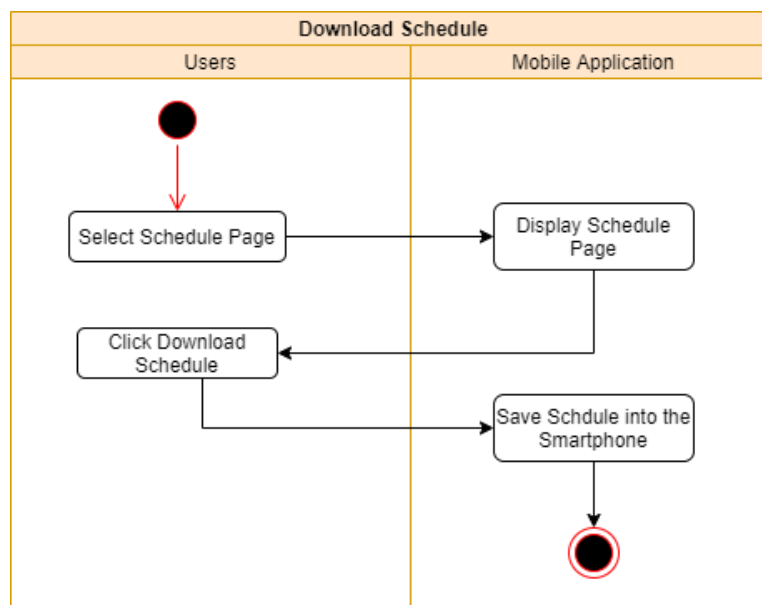 Download Schedule
Users
Mobile Application
Select Schedule Page
Display Schedule
Page
Click Download
Schedule
Save Schdule into the
Smartphone